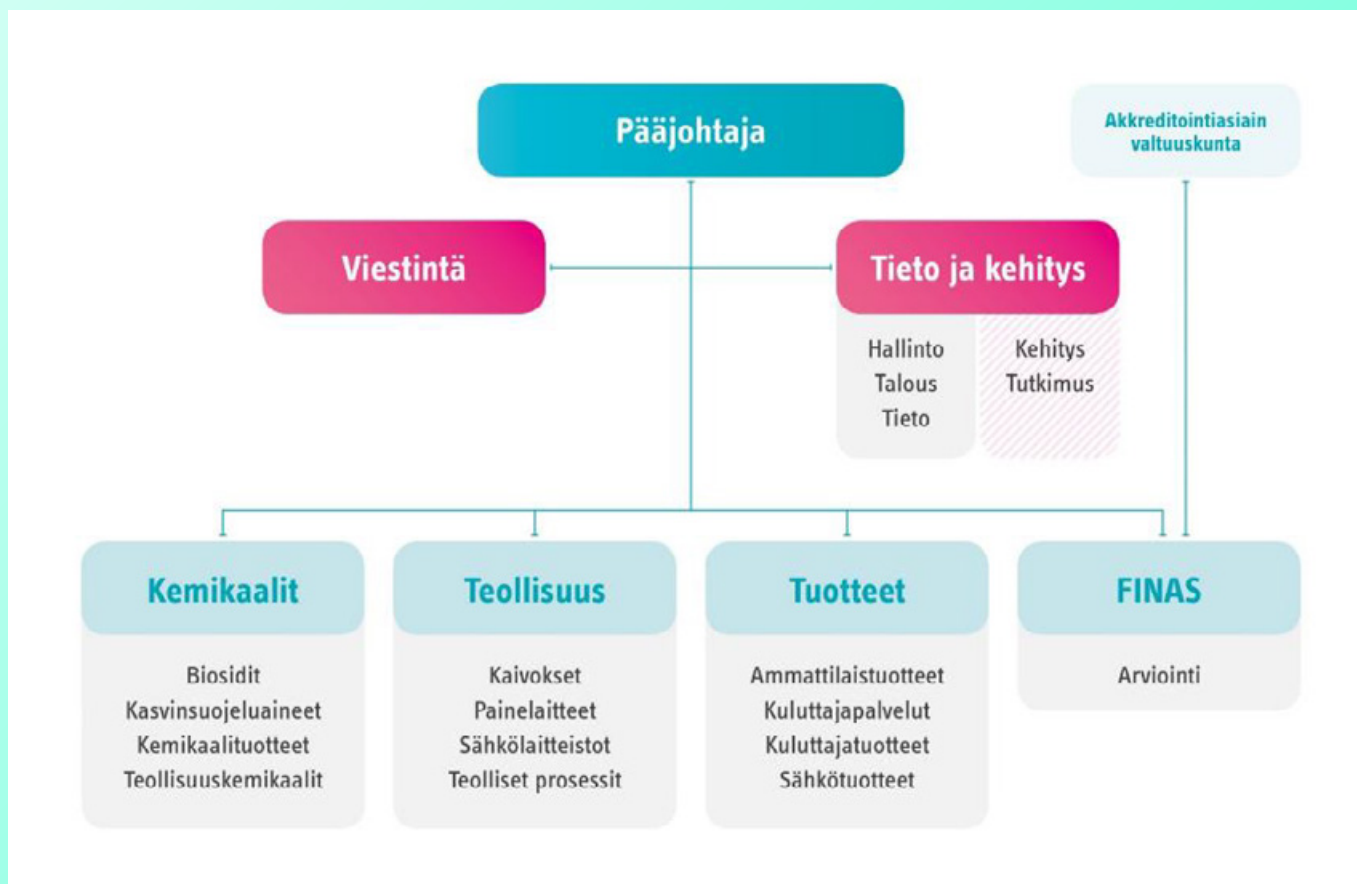 Pääjohtaja
Akkreditointiasiain
valtuuskunta
Viestintä
Tieto ja kehitys
Hallinto
Talous
Tieto
Kehitys
Tutkimus
Kemikaalit
Biosidit
Kasvinsuojeluaineet
Kemikaalituotteet
Teollisuuskemikaalit
Teollisuus
Kaivokset
Painelaitteet
Sähkölaitteistot
Teolliset prosessit
Tuotteet
Ammattilaistuotteet
Kuluttajapalvelut
Kuluttajatuotteet
Sähkötuotteet
FINAS
Arviointi